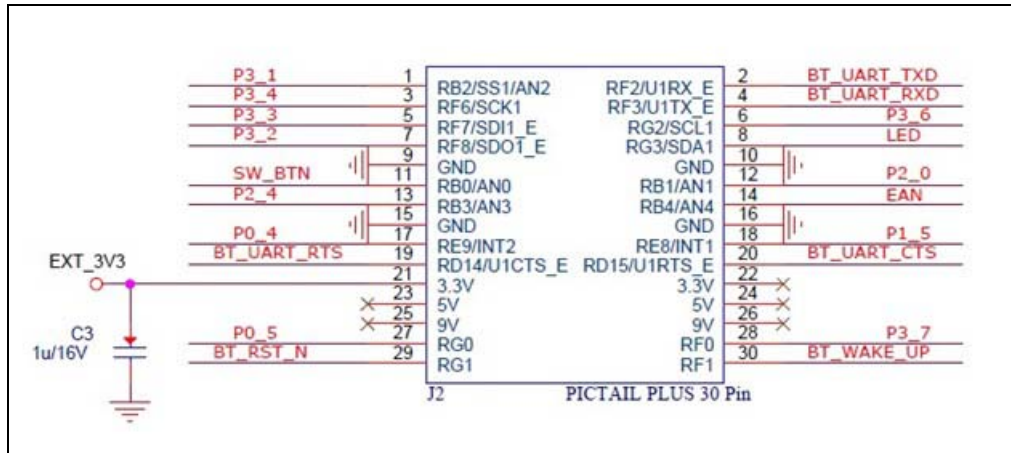 P3_1 1 RB2/SS1/AN2 RF2/U1RX_E 2 BT_UART_TXD
P3_4 3 RF6/SCK1 RF3/U1TX_E 4 BT_UART_RXD
P3_3 5 RF7/SDI1_E RG2/SCL1 6 P3_6
P3_2 7 RF8/SDO1_E RG3/SDA1 8 LED
9 GND GND 10
SW_BTN 11 RB0/AN0 RB1/AN1 12 P2_0
P2_4 13 RB3/AN3 RB4/AN4 14 EAN
15 GND GND 16
P0_4 17 RE9/INT2 RE8/INT1 18 P1_5
BT_UART_RTS 19 RD14/U1CTS_E RD15/U1RTS_E 20 BT_UART_CTS
EXT_3V3 21 3.3V 3.3V 22
23 5V 5V 24
25 9V 9V 26
P0_5 27 RG0 RF0 28 P3_7
BT_RST_N 29 RG1 RF1 30 BT_WAKE_UP
C3
1u/16V
J2 PICTAIL PLUS 30 Pin